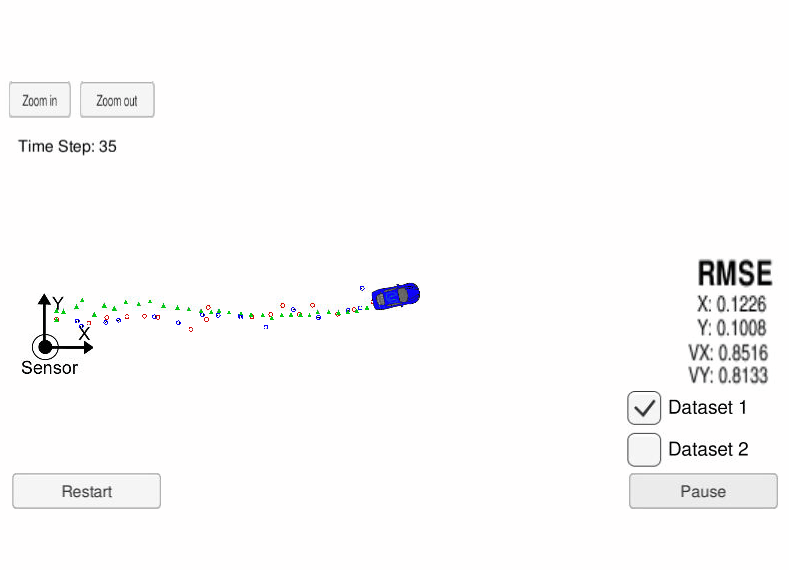 Zoom in
Zoom out
Time Step: 35
Y
X
Sensor
RMSE
X: 0.1226
Y: 0.1008
VX: 0.8516
VY: 0.8133
Dataset 1
Dataset 2
Restart
Pause